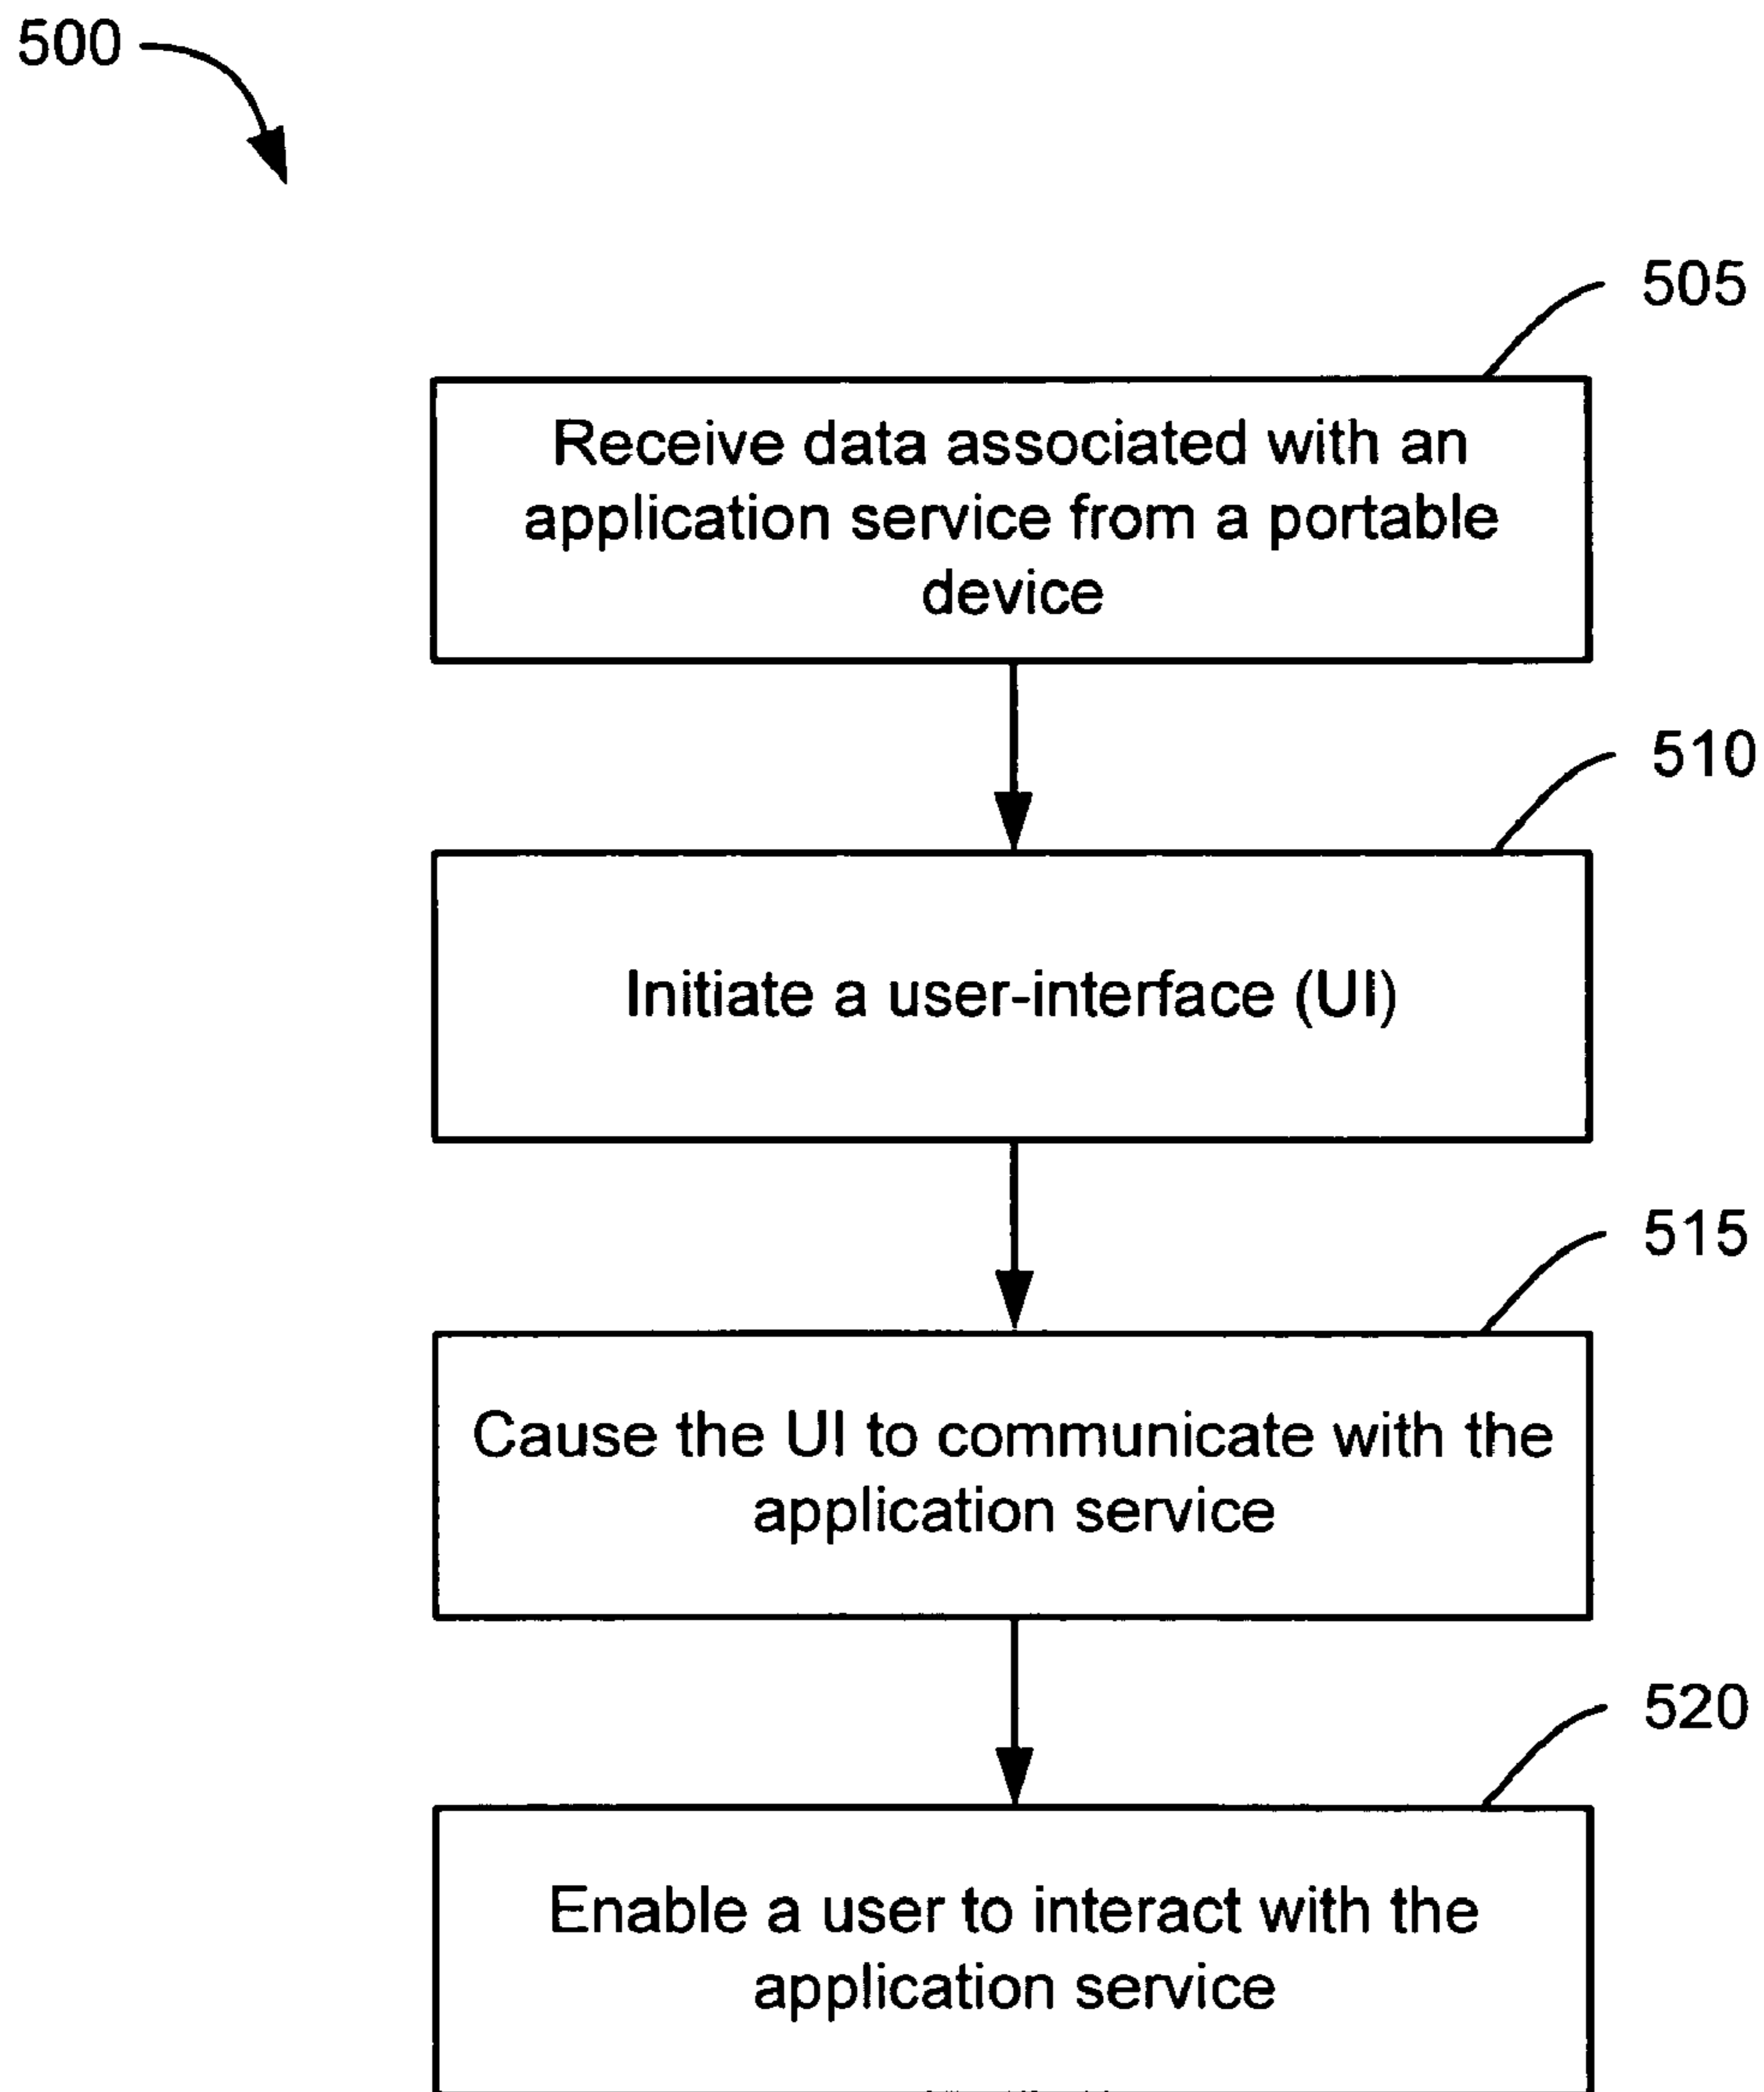 500
505
Receive data associated with an
application service from a portable
device
510
Initiate a user-interface (UI)
515
Cause the UI to communicate with the
application service
520
Enable a user to interact with the
application service